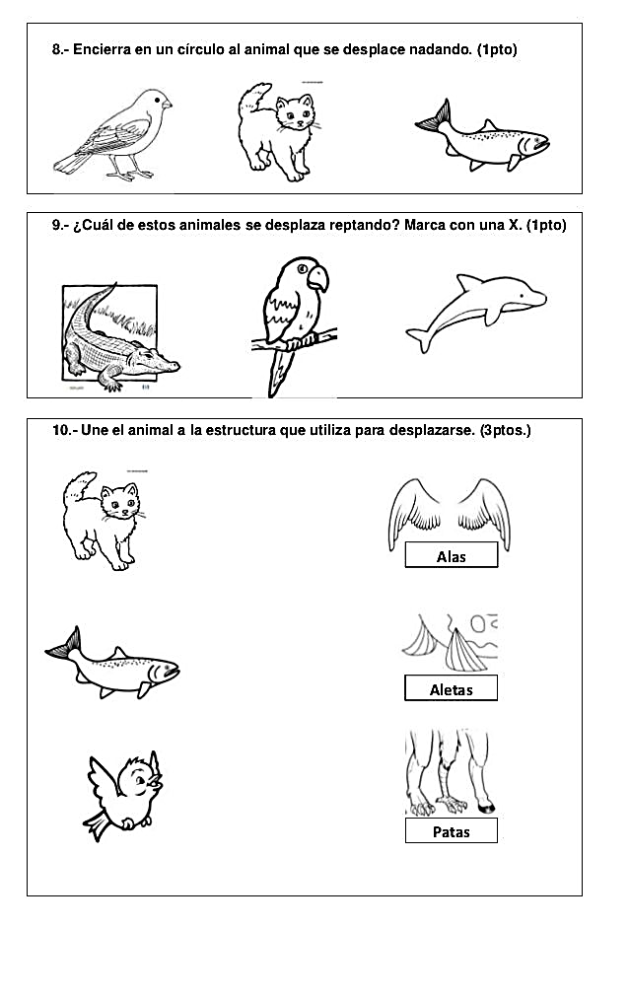 8.- Encierra en un círculo al animal que se desplace nadando. (1pto)
9.- ¿Cuál de estos animales se desplaza reptando? Marca con una X. (1pto)
10.- Une el animal a la estructura que utiliza para desplazarse. (3ptos.)
Alas
Aletas
Patas